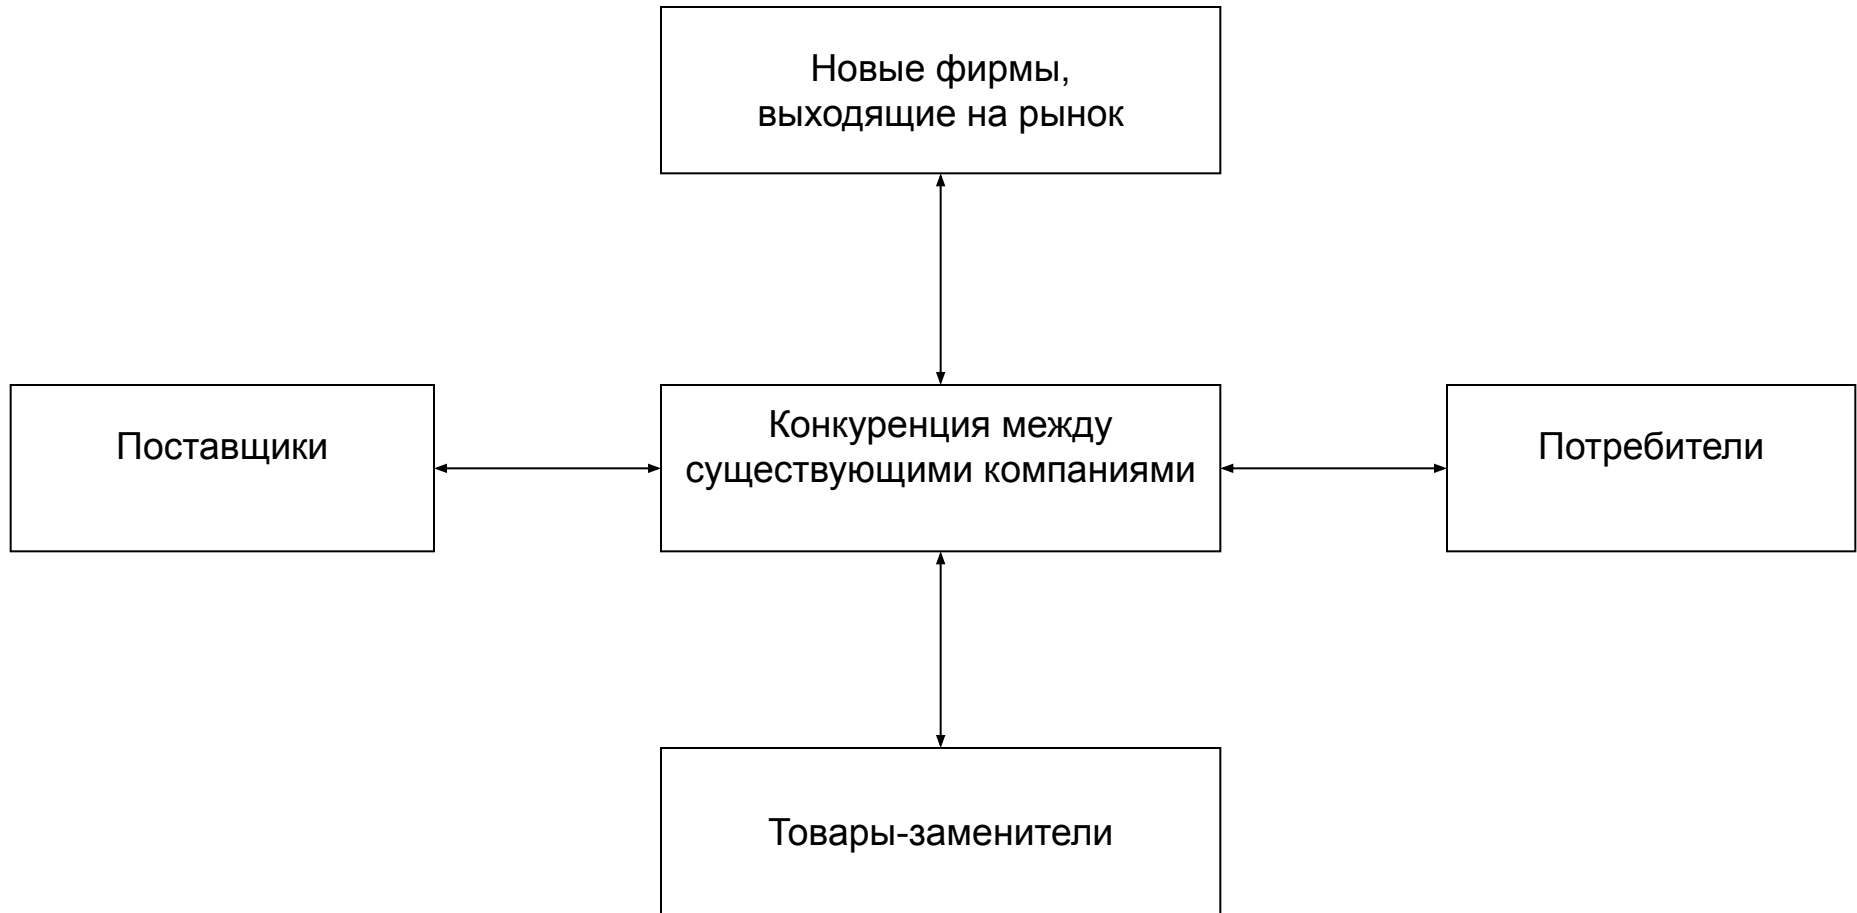 Новые фирмы,
выходящие на рынок
Поставщики
Конкуренция между
существующими компаниями
Потребители
Товары-заменители